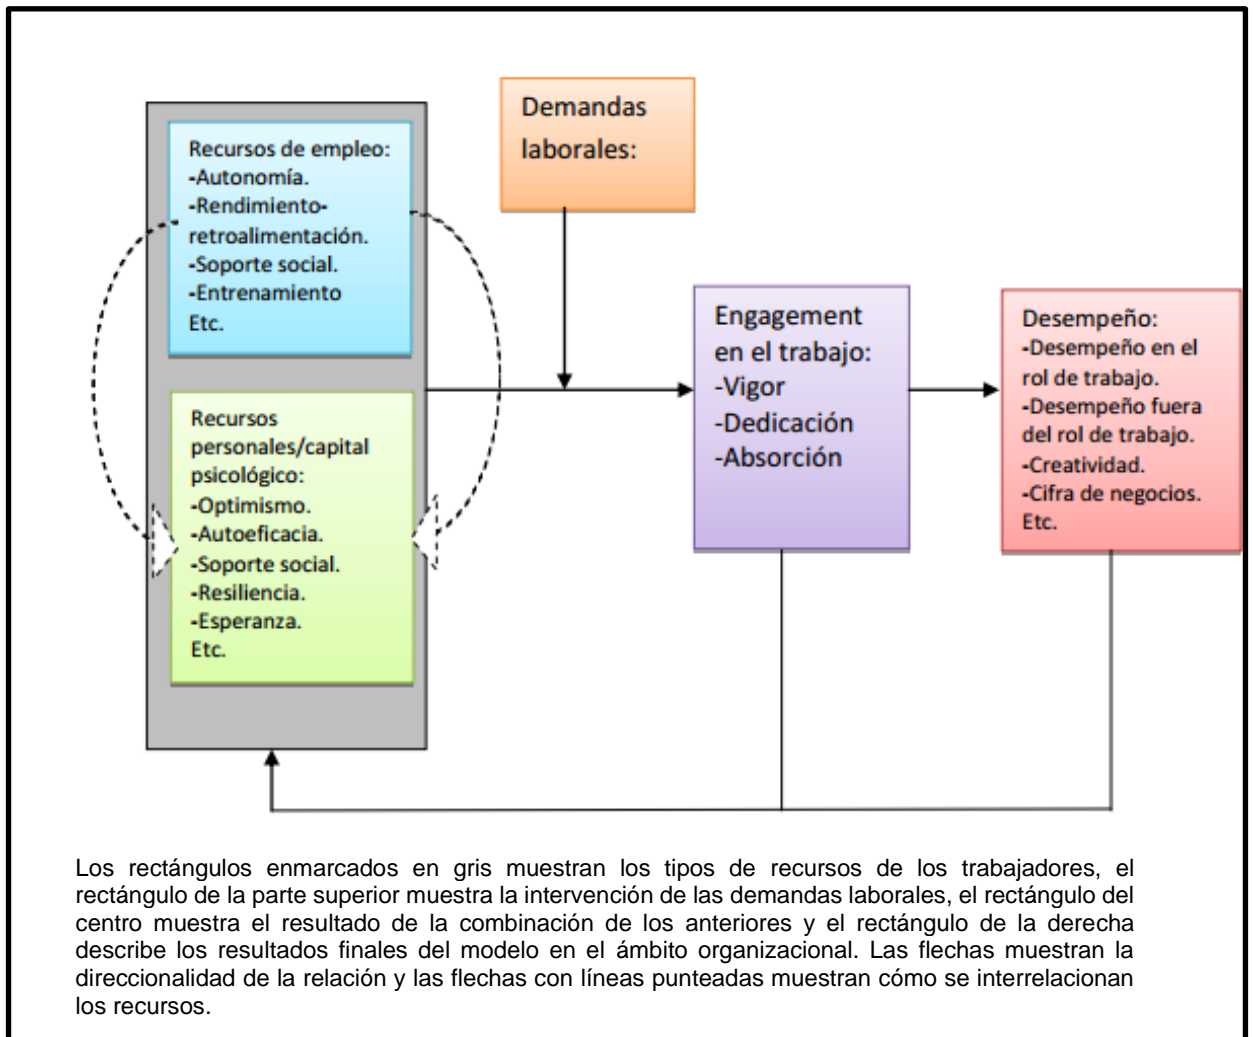 Recursos de empleo:
-Autonomía.
-Rendimiento-
retroalimentación.
-Soporte social.
-Entrenamiento
Etc.
Recursos
personales/capital
psicológico:
-Optimismo.
-Autoeficacia.
-Soporte social.
-Resiliencia.
-Esperanza.
Etc.
Demandas
laborales:
Engagement
en el trabajo:
-Vigor
-Dedicación
-Absorción
Desempeño:
-Desempeño en el
rol de trabajo.
-Desempeño fuera
del rol de trabajo.
-Creatividad.
-Cifra de negocios.
Etc.
Los rectángulos enmarcados en gris muestran los tipos de recursos de los trabajadores, el
rectángulo de la parte superior muestra la intervención de las demandas laborales, el rectángulo del
centro muestra el resultado de la combinación de los anteriores y el rectángulo de la derecha
describe los resultados finales del modelo en el ámbito organizacional. Las flechas muestran la
direccionalidad de la relación y las flechas con líneas punteadas muestran cómo se interrelacionan
los recursos.